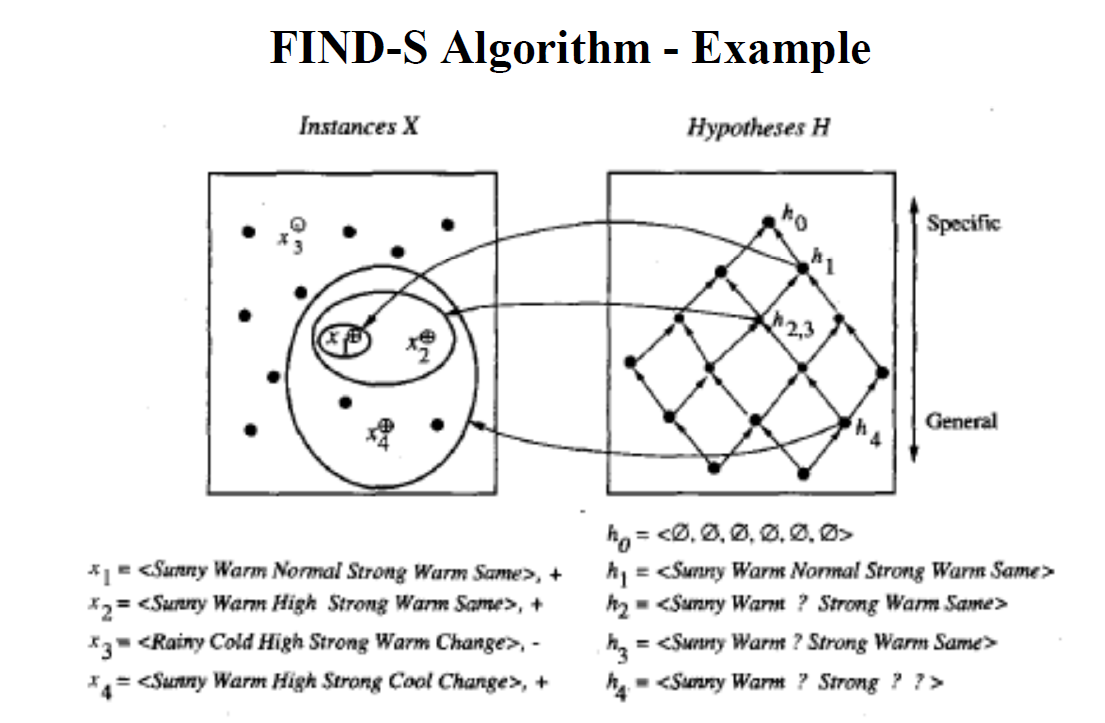 FIND-S Algorithm - Example
Instances X
Hypotheses H
x3
x1
x2
x4
h0
h1
h2,3
h4
Specific
General
h0 = <∅, ∅, ∅, ∅, ∅, ∅>
x1 = <Sunny Warm Normal Strong Warm Same>, +
h1 = <Sunny Warm Normal Strong Warm Same>
x2 = <Sunny Warm High Strong Warm Same>, +
h2 = <Sunny Warm ? Strong Warm Same>
x3 = <Rainy Cold High Strong Warm Change>, -
h3 = <Sunny Warm ? Strong Warm Same>
x4 = <Sunny Warm High Strong Cool Change>, +
h4 = <Sunny Warm ? Strong ? ?>